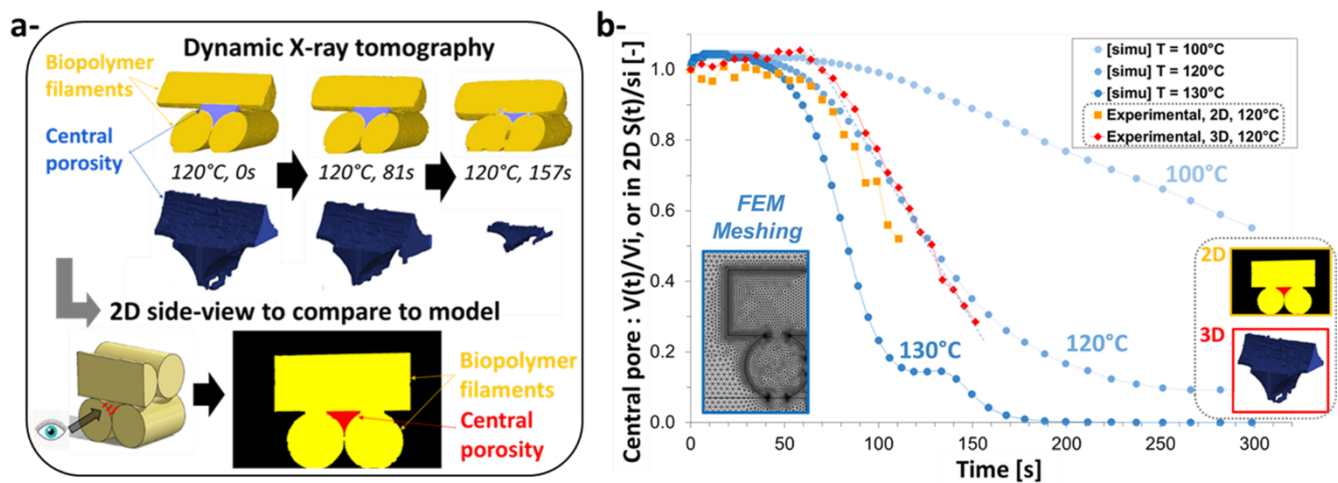 a-
Dynamic X-ray tomography
Biopolymer
filaments
Central
porosity
120°C, 0s
120°C, 81s
120°C, 157s
2D side-view to compare to model
Biopolymer
filaments
Central
porosity
b-
Central pore : V(t)/Vi, or in 2D S(t)/si [-]
1.0
0.8
0.6
0.4
0.2
0.0
[simu] T = 100°C
[simu] T = 120°C
[simu] T = 130°C
Experimental, 2D, 120°C
Experimental, 3D, 120°C
100°C
FEM
Meshing
130°C
120°C
2D
3D
0
50
100
150
200
250
300
Time [s]